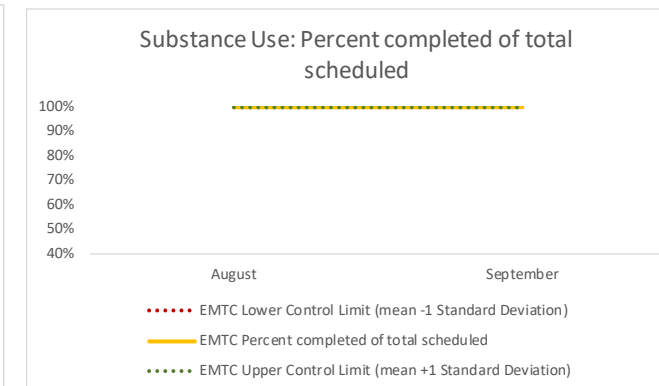 Substance Use: Percent completed of total
scheduled
100%
90%
80%
70%
60%
50%
40%
August September
EMTC Lower Control Limit (mean -1 Standard Deviation)
EMTC Percent completed of total scheduled
EMTC Upper Control Limit (mean +1 Standard Deviation)